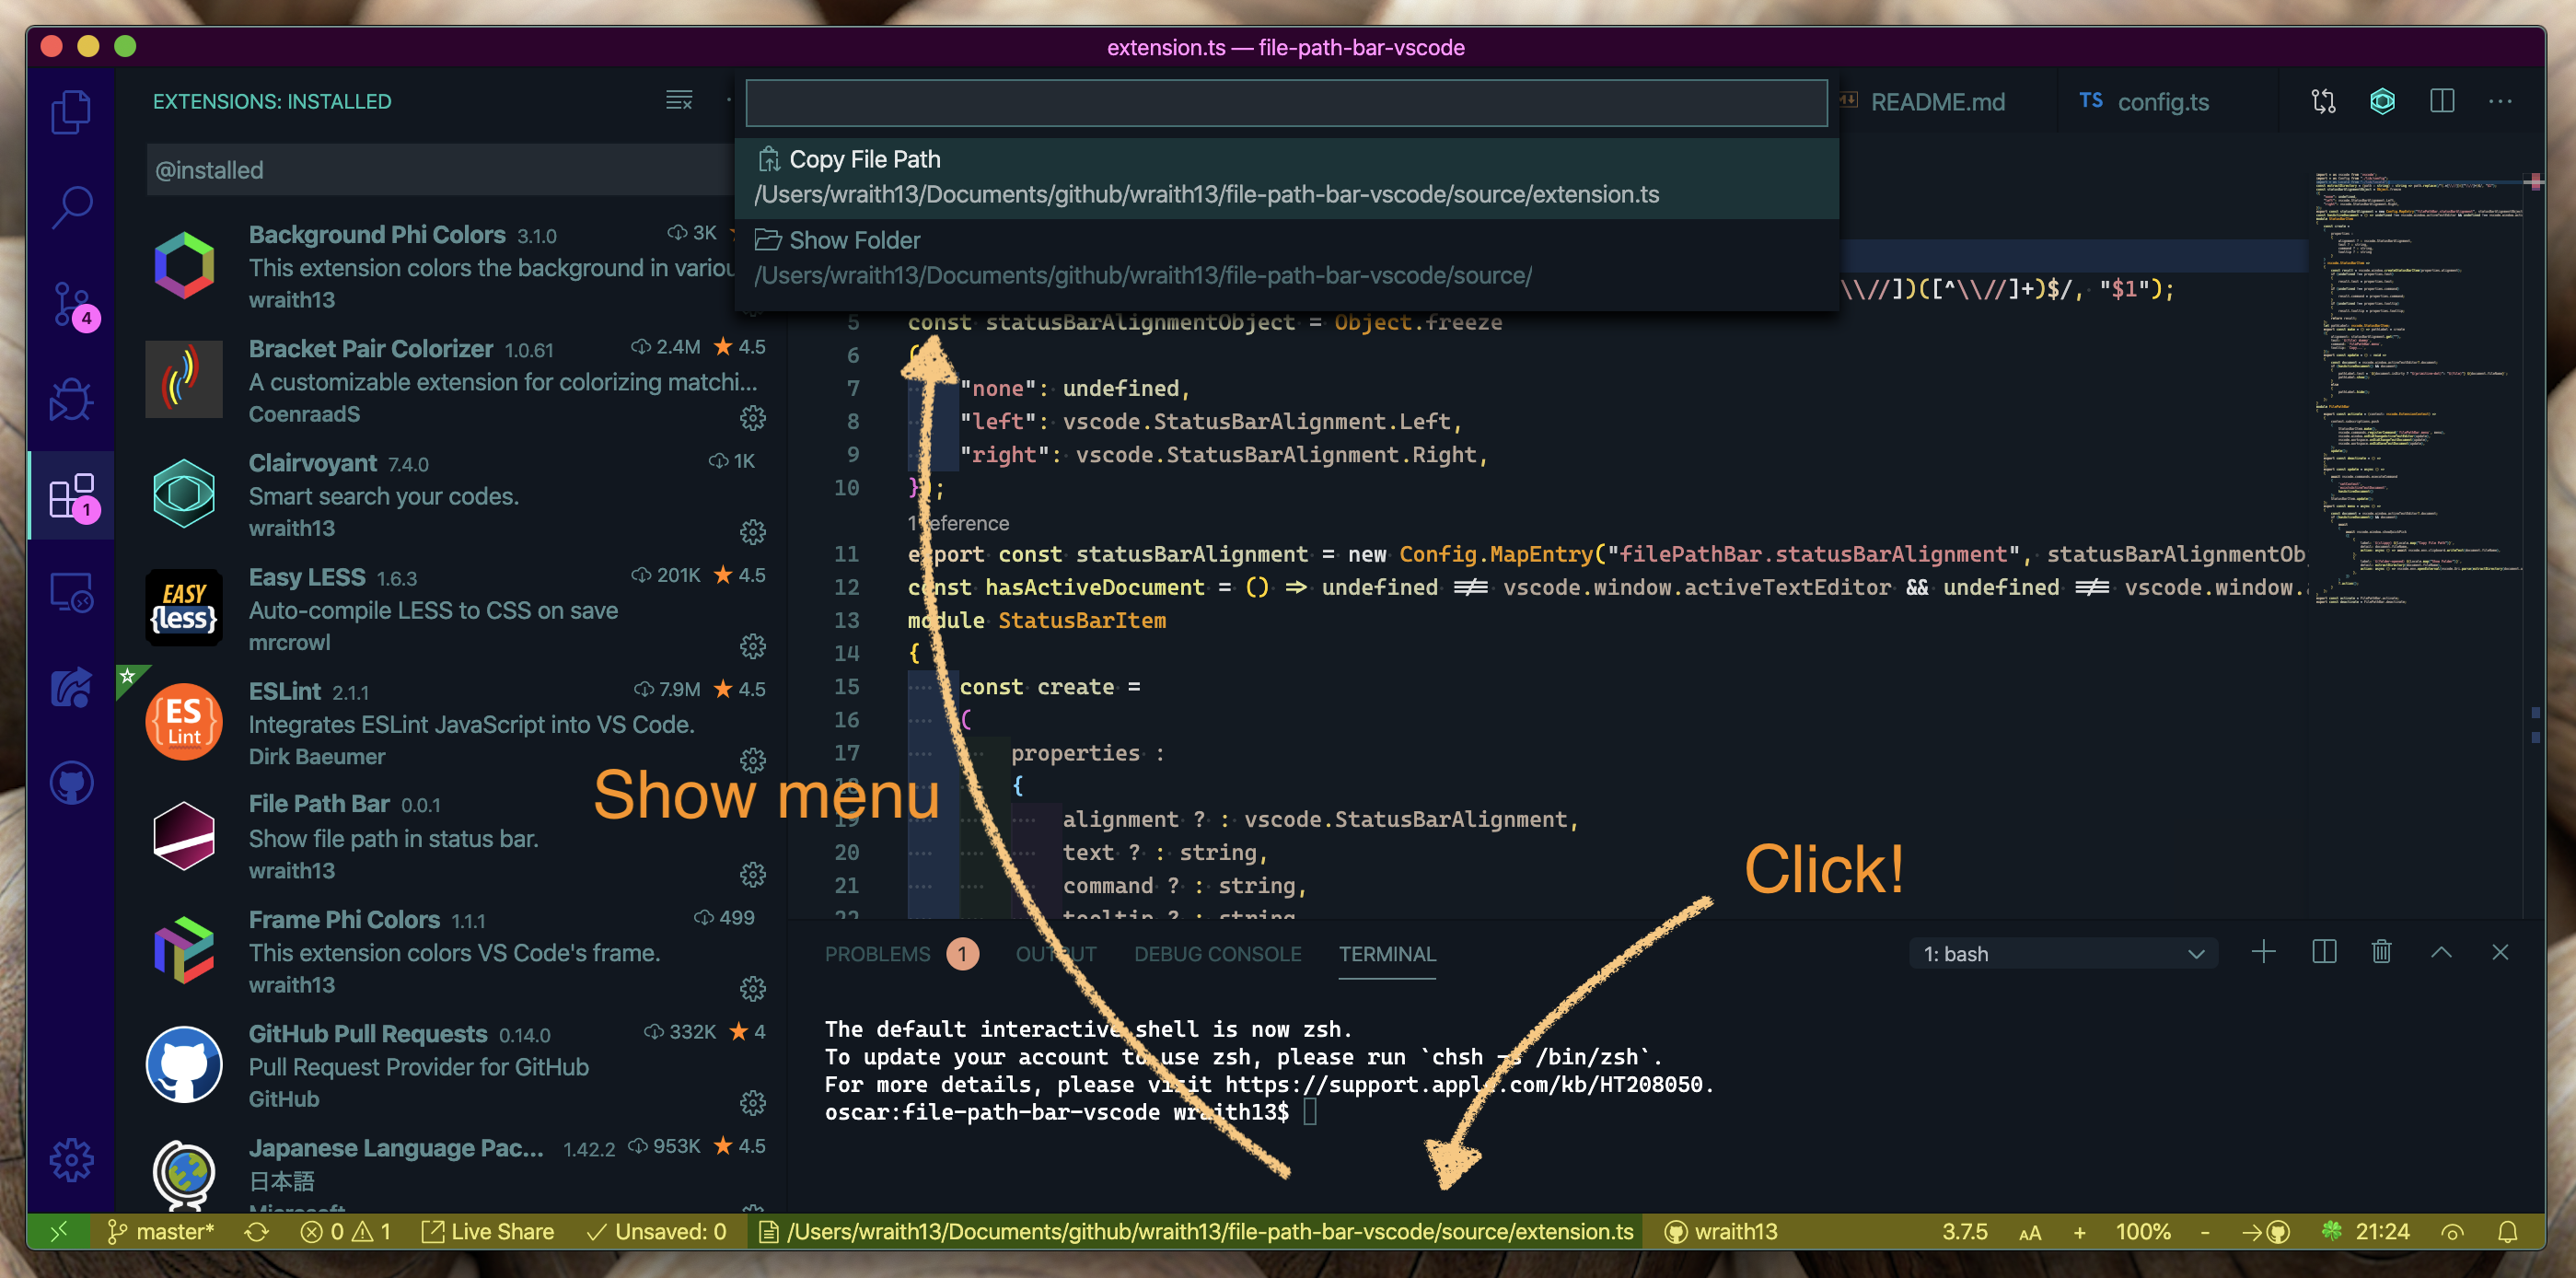 extension.ts — file-path-bar-vscode
EXTENSIONS: INSTALLED
@installed
Background Phi Colors 3.1.0 3K
This extension colors the background in variou
wraith13
Bracket Pair Colorizer 1.0.61 2.4M ★ 4.5
A customizable extension for colorizing matchi...
CoenraadS
Clairvoyant 7.4.0 1K
Smart search your codes.
wraith13
EASY {less}
Easy LESS 1.6.3 201K ★ 4.5
Auto-compile LESS to CSS on save
mrcrowl
{ES Lint}
ESLint 2.1.1 7.9M ★ 4.5
Integrates ESLint JavaScript into VS Code.
Dirk Baeumer
File Path Bar 0.0.1
Show file path in status bar.
wraith13
Frame Phi Colors 1.1.1 499
This extension colors VS Code's frame.
wraith13
GitHub Pull Requests 0.14.0 332K ★ 4
Pull Request Provider for GitHub
GitHub
Japanese Language Pac... 1.42.2 953K ★ 4.5
日本語
Microsoft
4
1
Copy File Path
/Users/wraith13/Documents/github/wraith13/file-path-bar-vscode/source/extension.ts
Show Folder
/Users/wraith13/Documents/github/wraith13/file-path-bar-vscode/source/
README.md
TS config.ts
\\//])([^\\//]+)$/, "$1");
5 const statusBarAlignmentObject = Object.freeze
6
7 "none": undefined,
8 "left": vscode.StatusBarAlignment.Left,
9 "right": vscode.StatusBarAlignment.Right,
10 });
1 reference
11 export const statusBarAlignment = new Config.MapEntry("filePathBar.statusBarAlignment", statusBarAlignmentOb
12 const hasActiveDocument = () => undefined !== vscode.window.activeTextEditor && undefined !== vscode.window.
13 module StatusBarItem
14 {
15 const create =
16 (
17 properties :
18 {
19 alignment ? : vscode.StatusBarAlignment,
20 text ? : string,
21 command ? : string,
22 tooltip ? : string
Show menu
Click!
PROBLEMS 1 OUTPUT DEBUG CONSOLE TERMINAL 1: bash
The default interactive shell is now zsh.
To update your account to use zsh, please run `chsh -s /bin/zsh`.
For more details, please visit https://support.apple.com/kb/HT208050.
oscar:file-path-bar-vscode wraith13$
master* 0 1 Live Share Unsaved: 0 /Users/wraith13/Documents/github/wraith13/file-path-bar-vscode/source/extension.ts wraith13 3.7.5 AA + 100% - 21:24